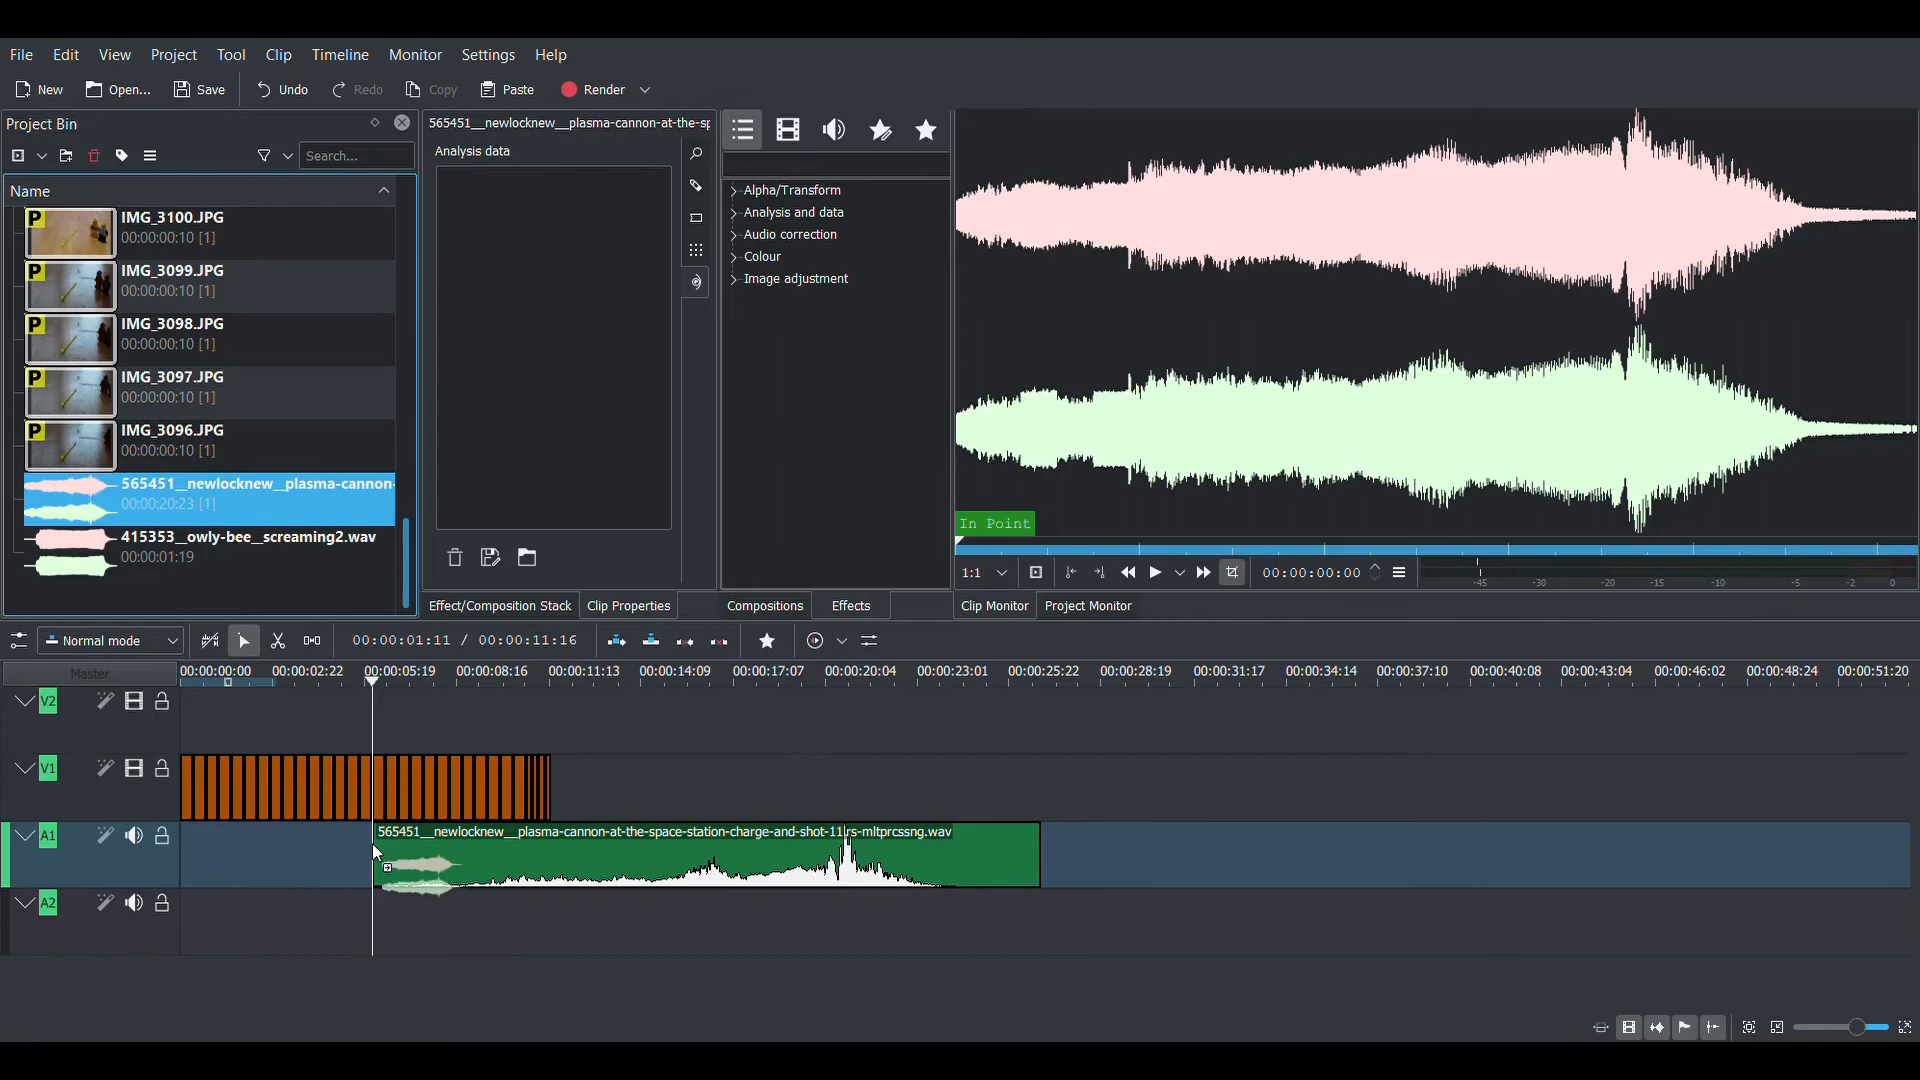 File Edit View Project Tool Clip Timeline Monitor Settings Help
New Open... Save Undo Redo Copy Paste Render
Project Bin
Search...
Name
IMG_3100.JPG
00:00:00:10 [1]
IMG_3099.JPG
00:00:00:10 [1]
IMG_3098.JPG
00:00:00:10 [1]
IMG_3097.JPG
00:00:00:10 [1]
IMG_3096.JPG
00:00:00:10 [1]
P
P
P
P
P
565451__newlocknew__plasma-cannon-
00:00:20:23 [1]
415353__owly-bee__screaming2.wav
00:00:01:19
565451__newlocknew__plasma-cannon-at-the-sp
Analysis data
Effect/Composition Stack Clip Properties
Alpha/Transform
Analysis and data
Audio correction
Colour
Image adjustment
Compositions Effects
In Point
1:1 00:00:00:00
-45 -30 -20 -15 -10 -5 -2 0
Clip Monitor Project Monitor
Normal mode 00:00:01:11 / 00:00:11:16
Master
00:00:00:00 00:00:02:22 00:00:05:19 00:00:08:16 00:00:11:13 00:00:14:09 00:00:17:07 00:00:20:04 00:00:23:01 00:00:25:22 00:00:28:19 00:00:31:17 00:00:34:14 00:00:37:10 00:00:40:08 00:00:43:04 00:00:46:02 00:00:48:24 00:00:51:20
V2
V1
A1
565451__newlocknew__plasma-cannon-at-the-space-station-charge-and-shot-11rs-mltprcssng.wav
A2